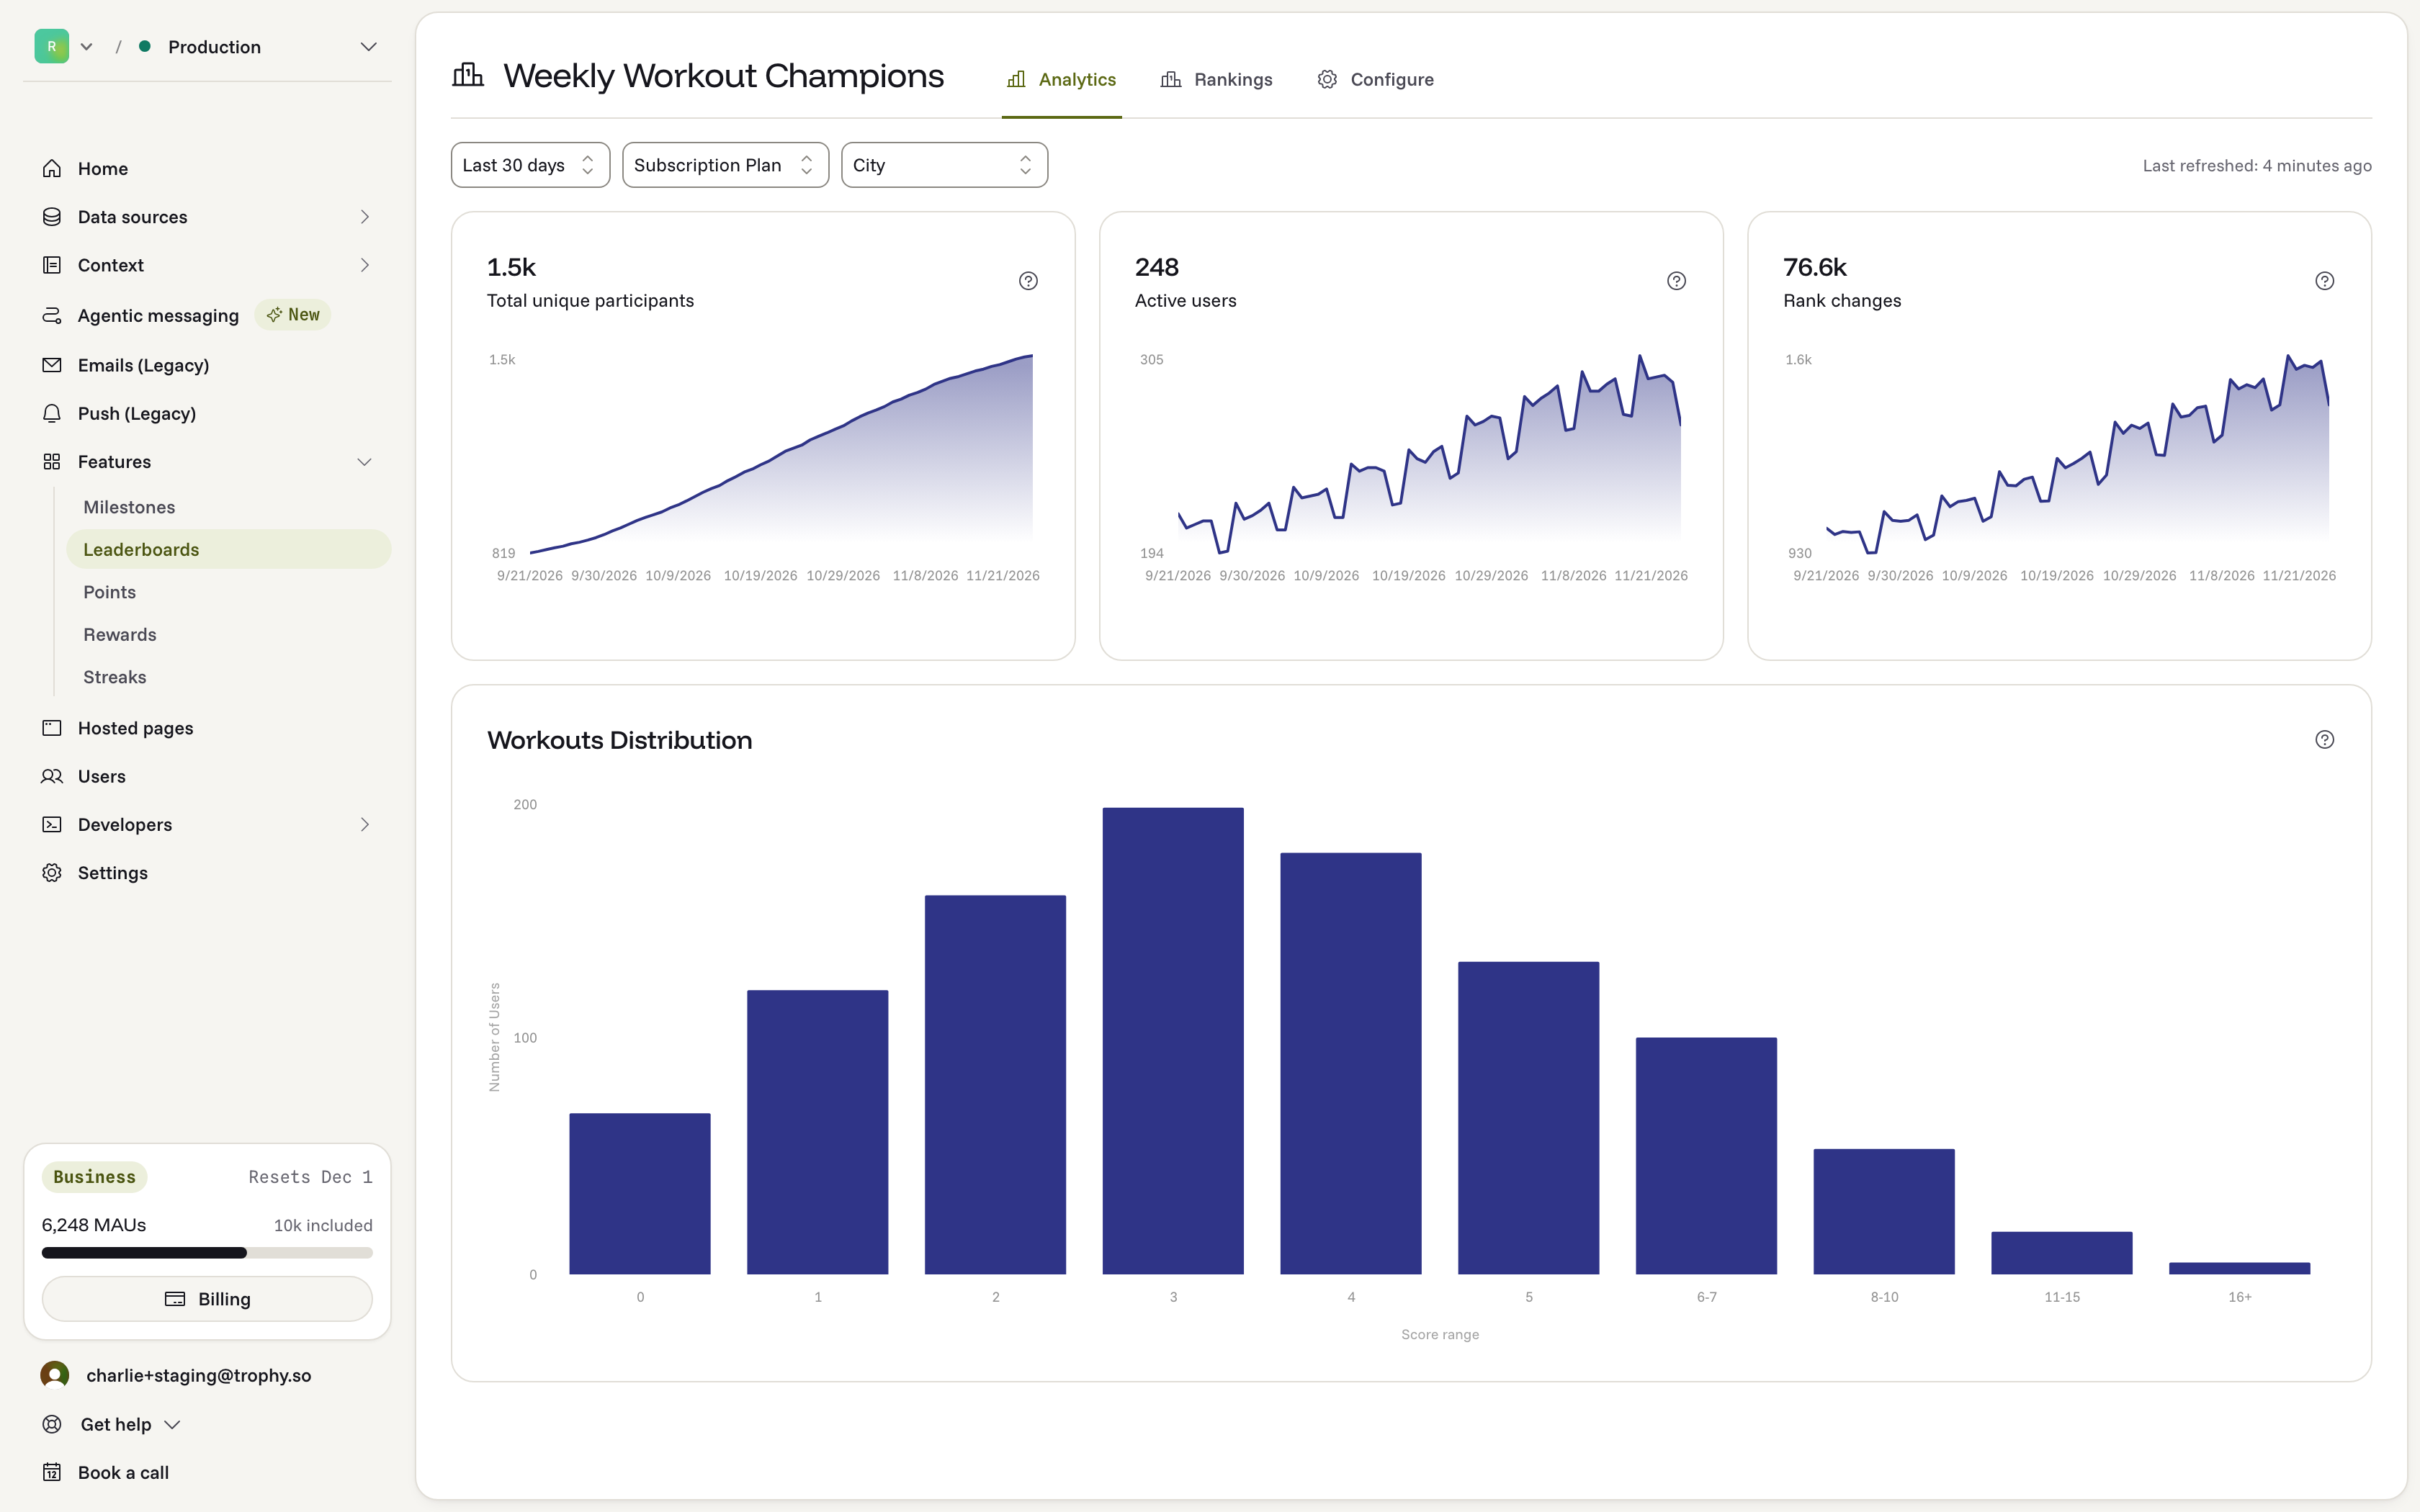 R / Production
Home
Data sources
Context
Agentic messaging New
Emails (Legacy)
Push (Legacy)
Features
Milestones
Leaderboards
Points
Rewards
Streaks
Hosted pages
Users
Developers
Settings
Business Resets Dec 1
6,248 MAUs 10k included
Billing
charlie+staging@trophy.so
Get help
12 Book a call
1 Weekly Workout Champions Analytics Rankings Configure
Last 30 days Subscription Plan City Last refreshed: 4 minutes ago
1.5k
Total unique participants
1.5k
819
9/21/2026 9/30/2026 10/9/2026 10/19/2026 10/29/2026 11/8/2026 11/21/2026
248
Active users
305
194
9/21/2026 9/30/2026 10/9/2026 10/19/2026 10/29/2026 11/8/2026 11/21/2026
76.6k
Rank changes
1.6k
930
9/21/2026 9/30/2026 10/9/2026 10/19/2026 10/29/2026 11/8/2026 11/21/2026
Workouts Distribution
Number of Users
200
100
0
0 1 2 3 4 5 6-7 8-10 11-15 16+
Score range